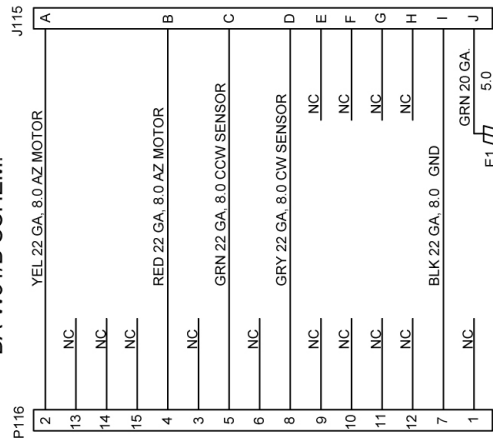 P116 J115
2 YEL 22 GA, 8.0 AZ MOTOR A
13 NC
14 NC
15 NC
4 RED 22 GA, 8.0 AZ MOTOR B
3 NC
5 GRN 22 GA, 8.0 CCW SENSOR C
6 NC
8 GRY 22 GA, 8.0 CW SENSOR D
9 NC NC E
10 NC NC F
11 NC NC G
12 NC NC H
7 BLK 22 GA, 8.0 GND I
1 NC GRN 20 GA. J
5.0